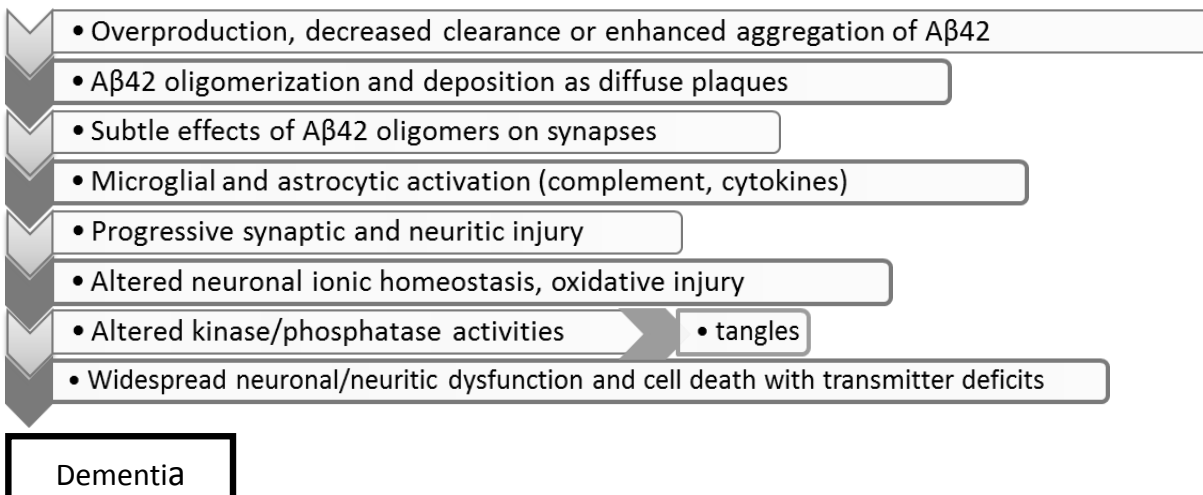 • Overproduction, decreased clearance or enhanced aggregation of Aβ42
• Aβ42 oligomerization and deposition as diffuse plaques
• Subtle effects of Aβ42 oligomers on synapses
• Microglial and astrocytic activation (complement, cytokines)
• Progressive synaptic and neuritic injury
• Altered neuronal ionic homeostasis, oxidative injury
• Altered kinase/phosphatase activities • tangles
• Widespread neuronal/neuritic dysfunction and cell death with transmitter deficits
Dementia